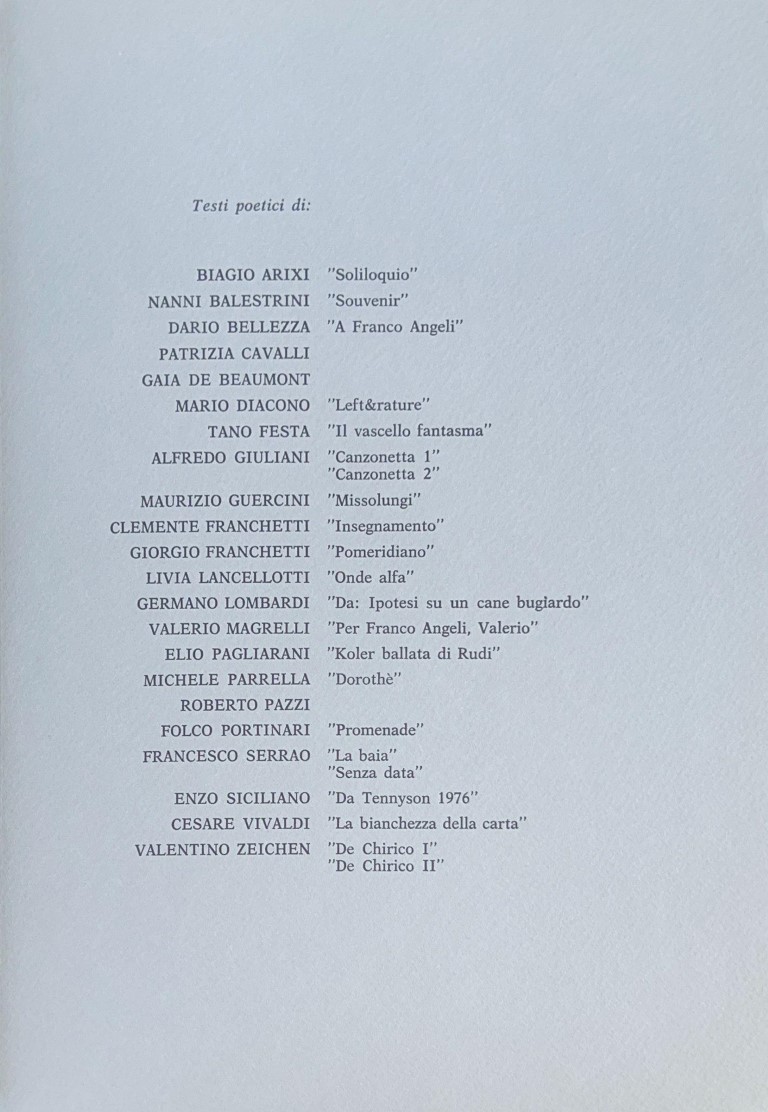 Testi poetici di:
BIAGIO ARIXI "Soliloquio"
NANNI BALESTRINI "Souvenir"
DARIO BELLEZZA "A Franco Angeli"
PATRIZIA CAVALLI
GAIA DE BEAUMONT
MARIO DIACONO "Left&rature"
TANO FESTA "Il vascello fantasma"
ALFREDO GIULIANI "Canzonetta 1"
"Canzonetta 2"
MAURIZIO GUERCINI "Missolungi"
CLEMENTE FRANCHETTI "Insegnamento"
GIORGIO FRANCHETTI "Pomeridiano"
LIVIA LANCELLOTTI "Onde alfa"
GERMANO LOMBARDI "Da: Ipotesi su un cane bugiardo"
VALERIO MAGRELLI "Per Franco Angeli, Valerio"
ELIO PAGLIARANI "Koler ballata di Rudi"
MICHELE PARRELLA "Dorothè"
ROBERTO PAZZI
FOLCO PORTINARI "Promenade"
FRANCESCO SERRAO "La baia"
"Senza data"
ENZO SICILIANO "Da Tennyson 1976"
CESARE VIVALDI "La bianchezza della carta"
VALENTINO ZEICHEN "De Chirico I"
"De Chirico II"